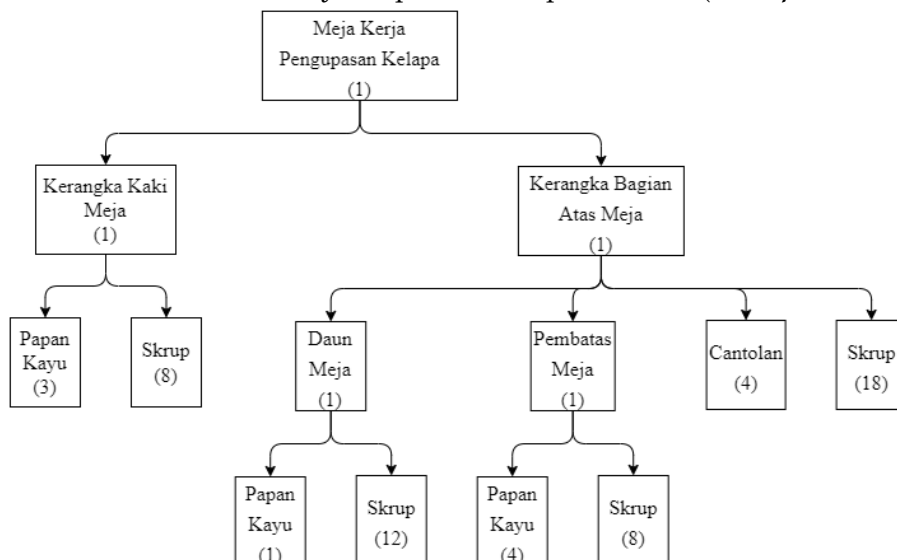 Meja Kerja
Pengupasan Kelapa
(1)
Kerangka Kaki
Meja
(1)
Kerangka Bagian
Atas Meja
(1)
Papan
Kayu
(3)
Skrup
(8)
Daun
Meja
(1)
Pembatas
Meja
(1)
Cantolan
(4)
Skrup
(18)
Papan
Kayu
(1)
Skrup
(12)
Papan
Kayu
(4)
Skrup
(8)